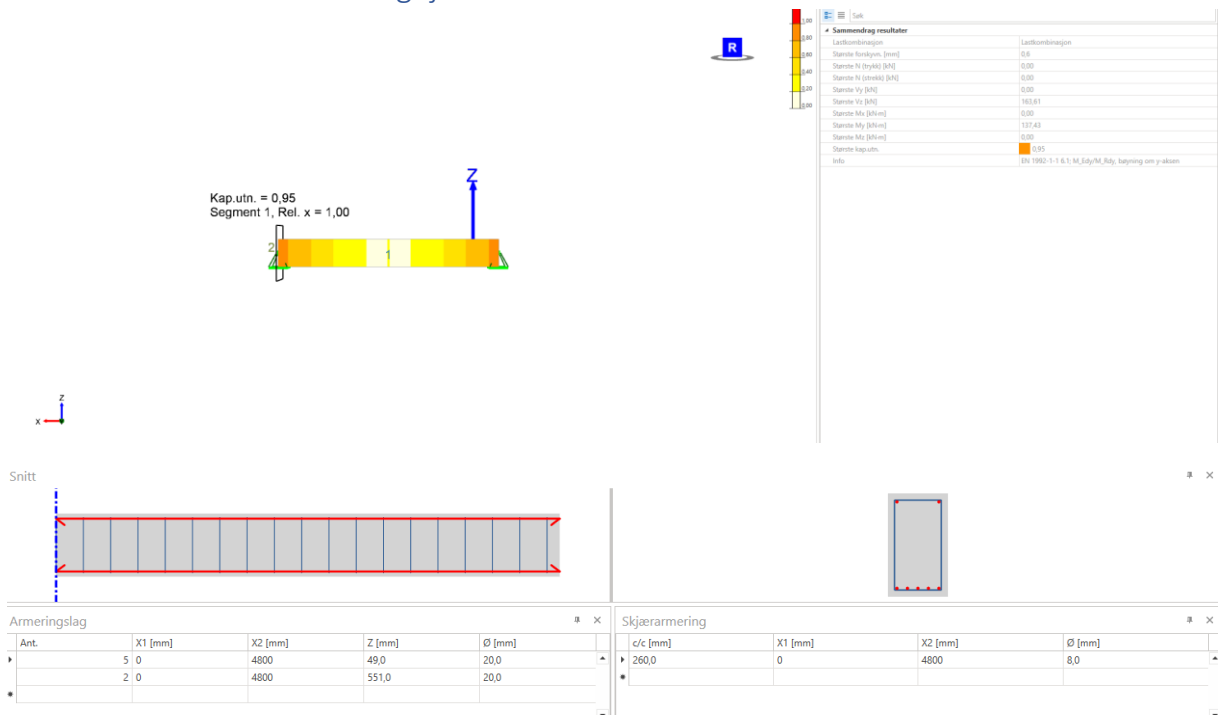 1,00
0,80
0,60
0,40
0,20
0,00
R
Søk
Sammendrag resultater
Lastkombinasjon Lastkombinasjon
Største forskyvn. [mm] 0,6
Største N (trykk) [kN] 0,00
Største N (strekk) [kN] 0,00
Største Vy [kN] 0,00
Største Vz [kN] 163,61
Største Mx [kN·m] 0,00
Største My [kN·m] 137,43
Største Mz [kN·m] 0,00
Største kap.utn. 0,95
Info EN 1992-1-1 6.1; M_Edy/M_Rdy; bøyning om y-aksen
Z
Kap.utn. = 0,95
Segment 1, Rel. x = 1,00
2
1
z
x
Snitt
Armeringslag
Ant. X1 [mm] X2 [mm] Z [mm] Ø [mm]
5 0 4800 49,0 20,0
2 0 4800 551,0 20,0
Skjærarmering
c/c [mm] X1 [mm] X2 [mm] Ø [mm]
260,0 0 4800 8,0